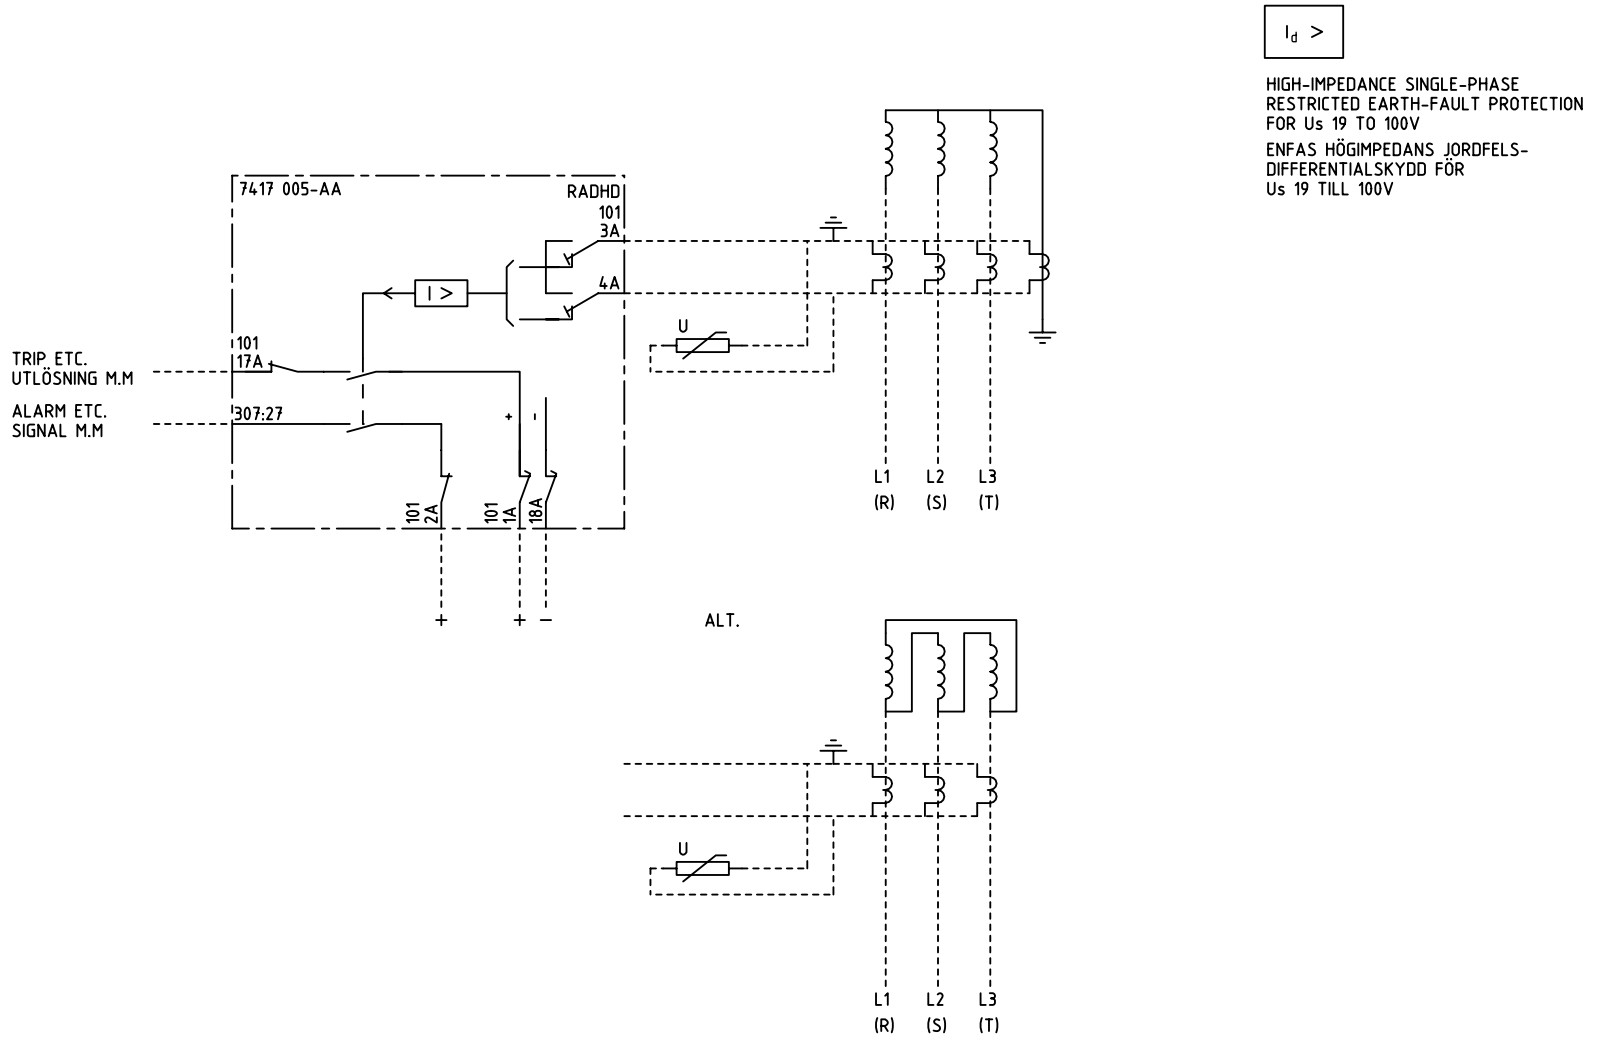 Id >
HIGH-IMPEDANCE SINGLE-PHASE
RESTRICTED EARTH-FAULT PROTECTION
FOR Us 19 TO 100V
ENFAS HÖGIMPEDANS JORDFELS-
DIFFERENTIALSKYDD FÖR
Us 19 TILL 100V
7417 005-AA
RADHD
101
3A
4A
I >
U
101
17A
TRIP ETC.
UTLÖSNING M.M
307:27
ALARM ETC.
SIGNAL M.M
+ -
101
2A
101
1A
18A
L1 L2 L3
(R) (S) (T)
+ + −
ALT.
U
L1 L2 L3
(R) (S) (T)